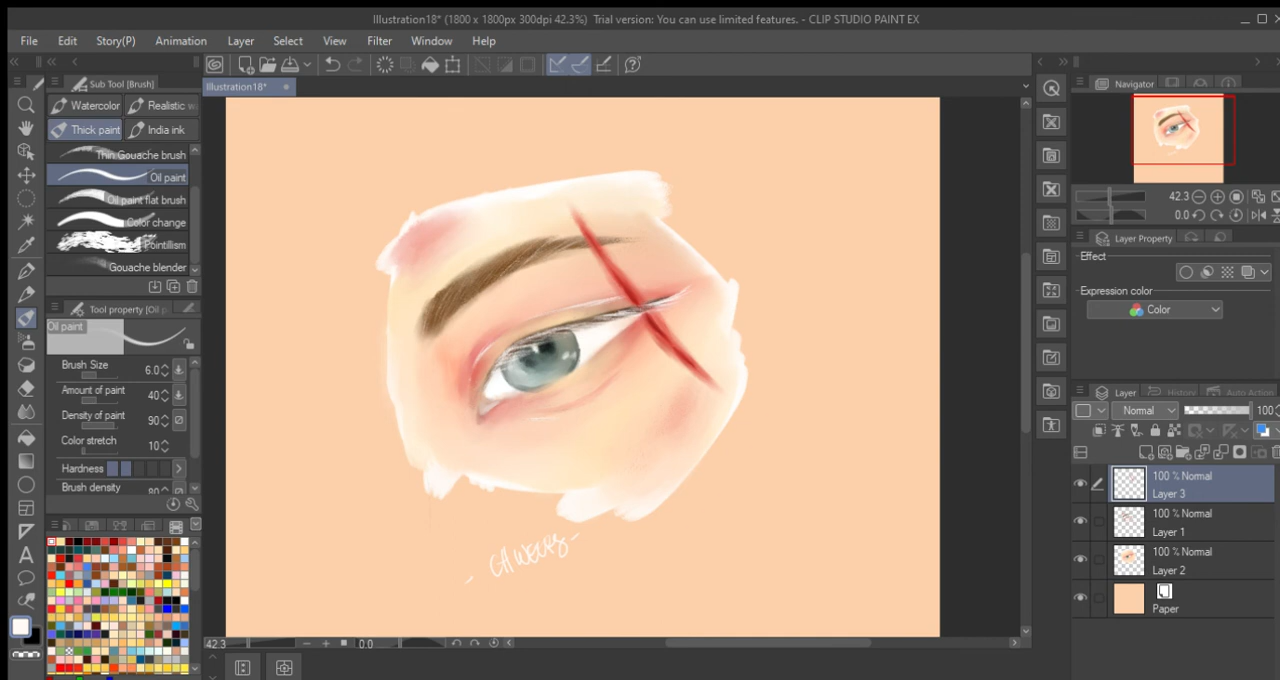 Illustration18* (1800 x 1800px 300dpi 42.3%) Trial version: You can use limited features. - CLIP STUDIO PAINT EX
File Edit Story(P) Animation Layer Select View Filter Window Help
Sub Tool [Brush]
Illustration18*
Navigator
Watercolor
Realistic w
Thick paint
India ink
Thin Gouache brush
Oil paint
Oil paint flat brush
Color change
Pointillism
Gouache blender
Tool property [Oil p
Oil paint
Brush Size 6.0
Amount of paint 40
Density of paint 90
Color stretch 10
Hardness
Brush density 80
42.3
0.0
Layer Property
Effect
Expression color
Color
Layer History Auto Action
Normal 100
100 % Normal
Layer 3
100 % Normal
Layer 1
100 % Normal
Layer 2
Paper
42.3 0.0